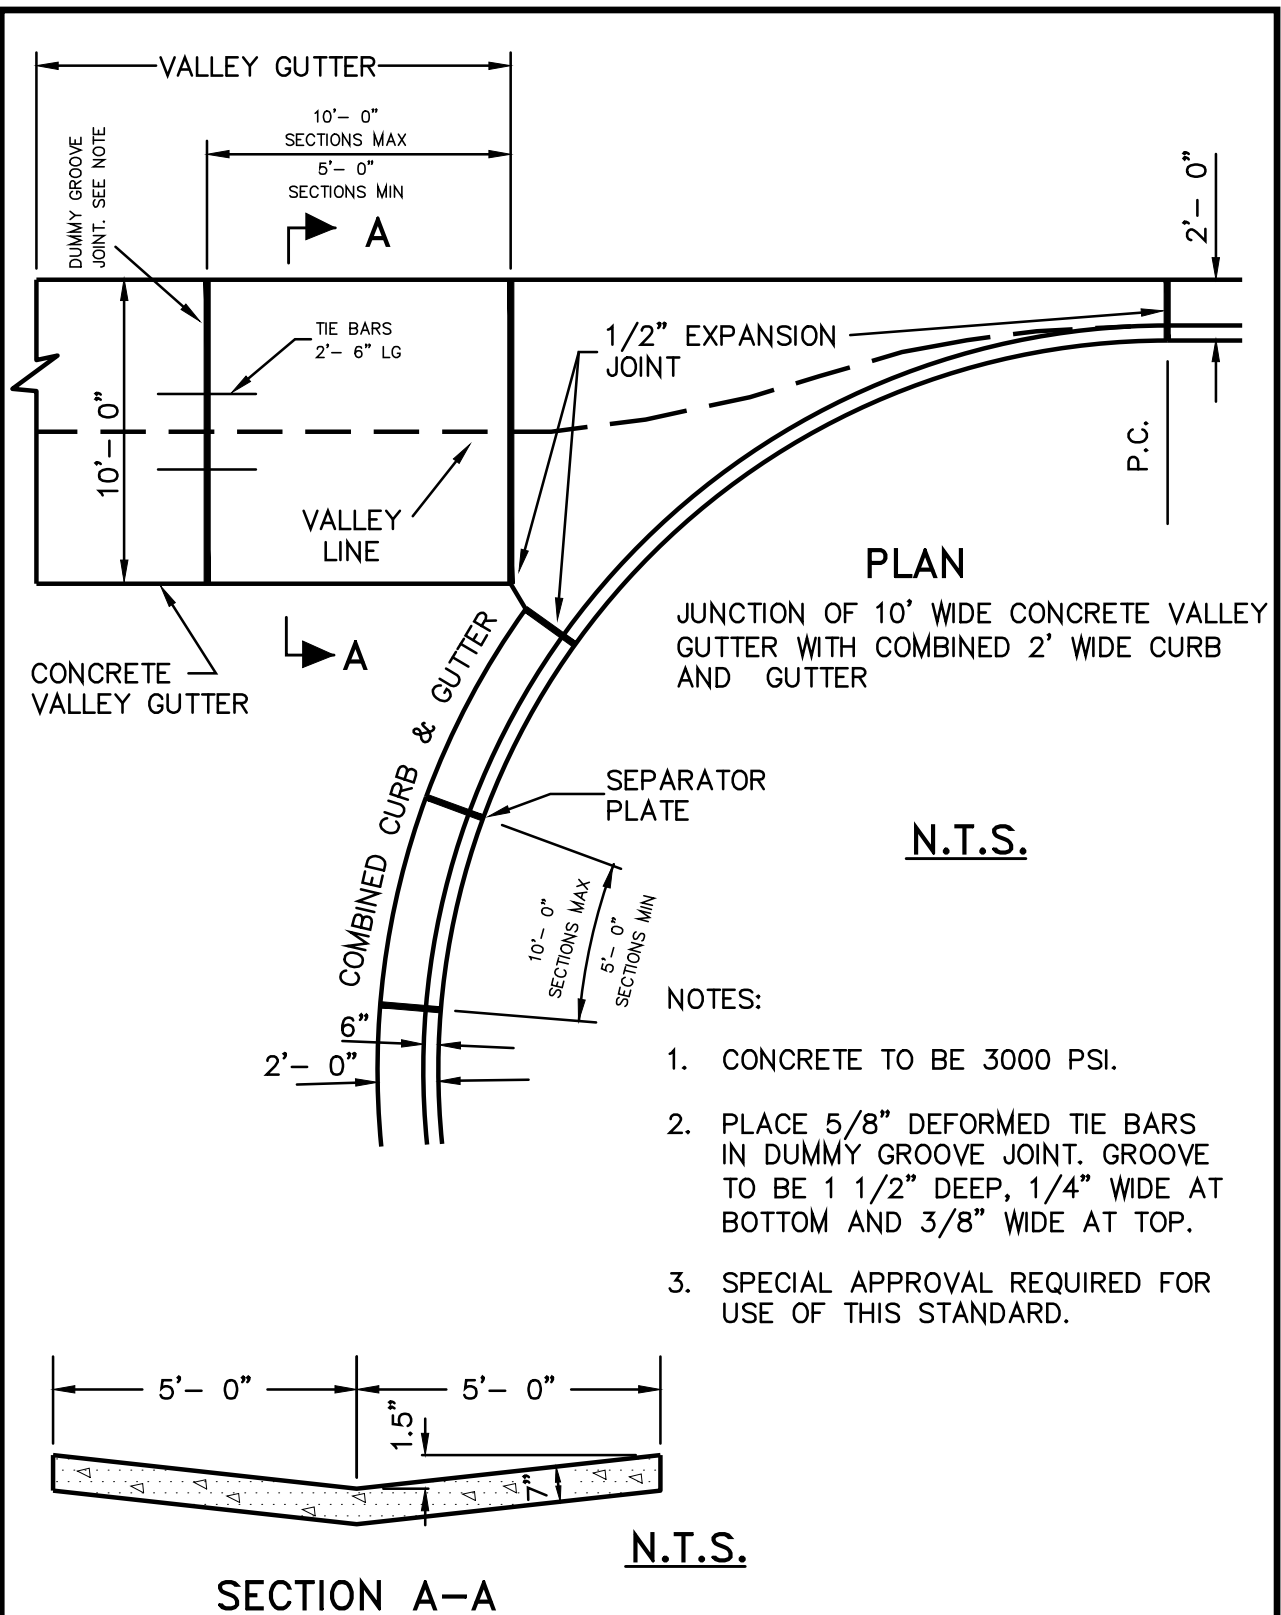 VALLEY GUTTER
10'- 0"
SECTIONS MAX
5'- 0"
SECTIONS MIN
DUMMY GROOVE
JOINT. SEE NOTE
A
2'- 0"
TIE BARS
2'- 6" LG
1/2" EXPANSION
JOINT
10'- 0"
P.C.
VALLEY
LINE
PLAN
JUNCTION OF 10' WIDE CONCRETE VALLEY
GUTTER WITH COMBINED 2' WIDE CURB
AND GUTTER
A
CONCRETE
VALLEY GUTTER
COMBINED CURB & GUTTER
SEPARATOR
PLATE
N.T.S.
10'- 0"
SECTIONS MAX
5'- 0"
SECTIONS MIN
6"
2'- 0"
NOTES:
1. CONCRETE TO BE 3000 PSI.
2. PLACE 5/8" DEFORMED TIE BARS
IN DUMMY GROOVE JOINT. GROOVE
TO BE 1 1/2" DEEP, 1/4" WIDE AT
BOTTOM AND 3/8" WIDE AT TOP.
3. SPECIAL APPROVAL REQUIRED FOR
USE OF THIS STANDARD.
5'- 0"
5'- 0"
1.5"
7"
N.T.S.
SECTION A-A